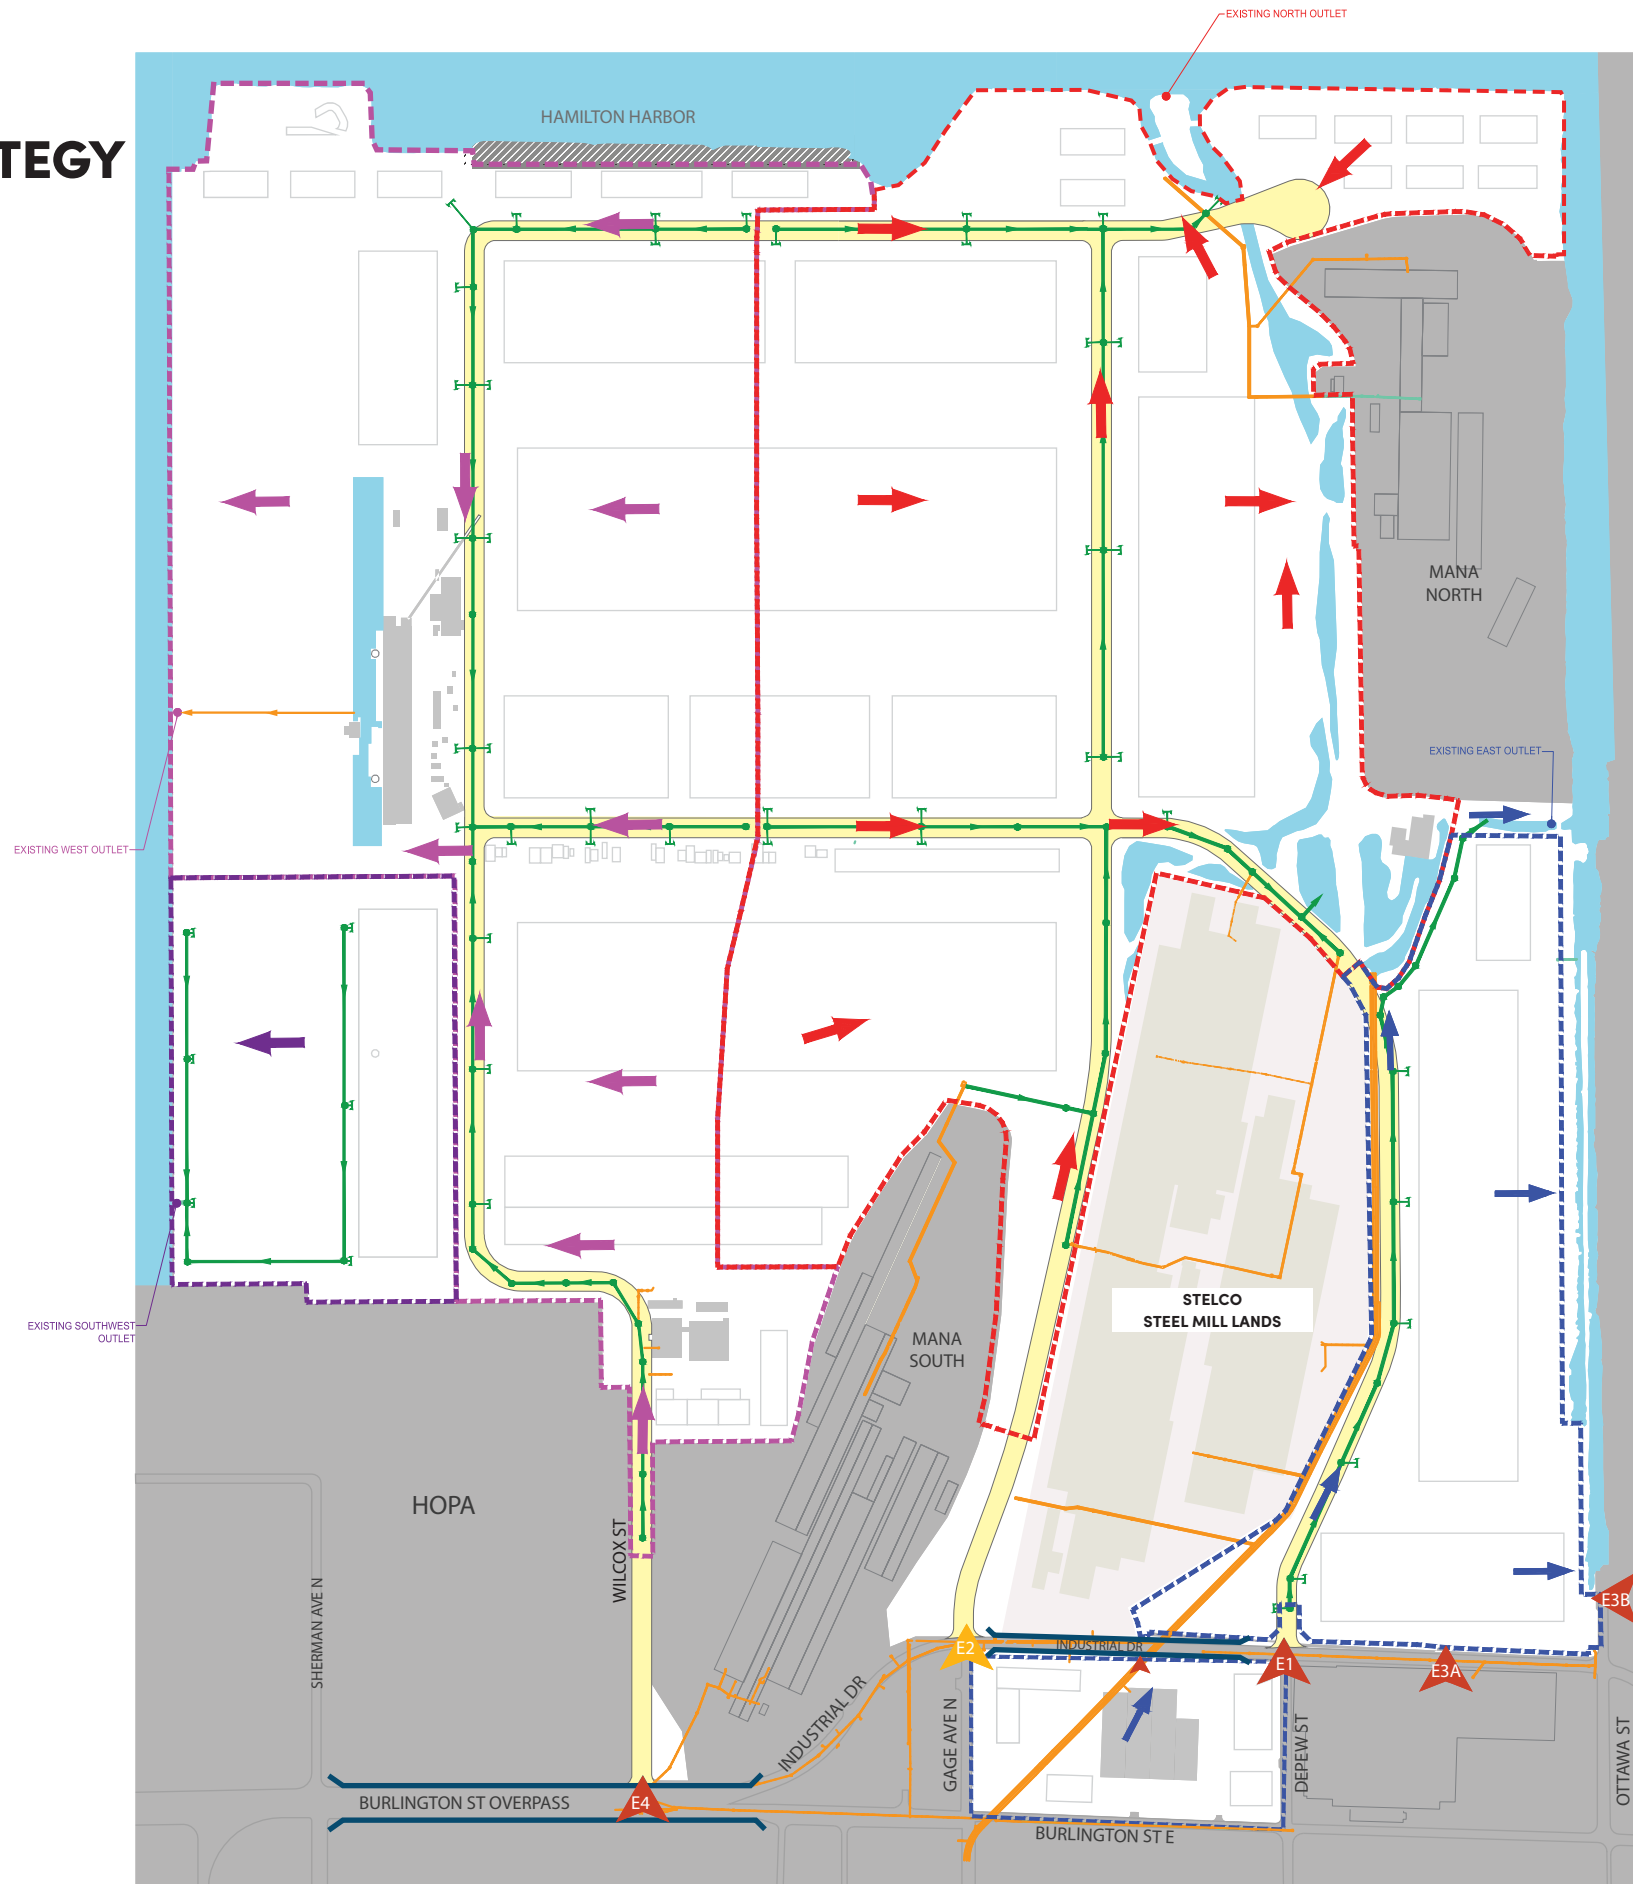 EXISTING NORTH OUTLET
HAMILTON HARBOR
TEGY
MANA
NORTH
EXISTING EAST OUTLET
EXISTING WEST OUTLET
STELCO
STEEL MILL LANDS
EXISTING SOUTHWEST
OUTLET
MANA
SOUTH
HOPA
WILCOX ST
SHERMAN AVE N
E3B
E2
INDUSTRIAL DR
E1
E3A
INDUSTRIAL DR
GAGE AVE N
DEPEW ST
OTTAWA ST
BURLINGTON ST OVERPASS
E4
BURLINGTON ST E